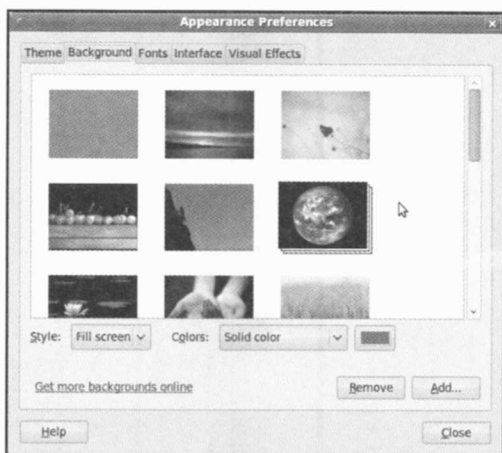 Appearance Preferences
Theme Background Fonts Interface Visual Effects
Style: Fill screen Colors: Solid color
Get more backgrounds online Remove Add...
Help Close